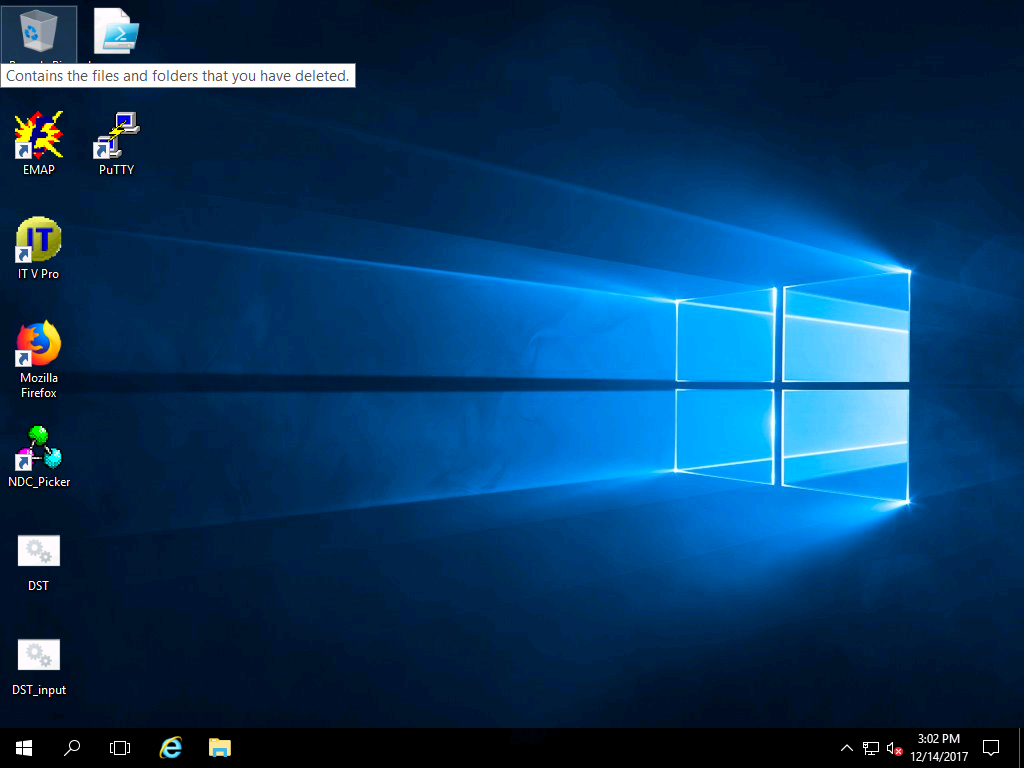 Contains the files and folders that you have deleted.
EMAP
PuTTY
IT
IT V Pro
Mozilla
Firefox
NDC_Picker
DST
DST_input
3:02 PM
12/14/2017